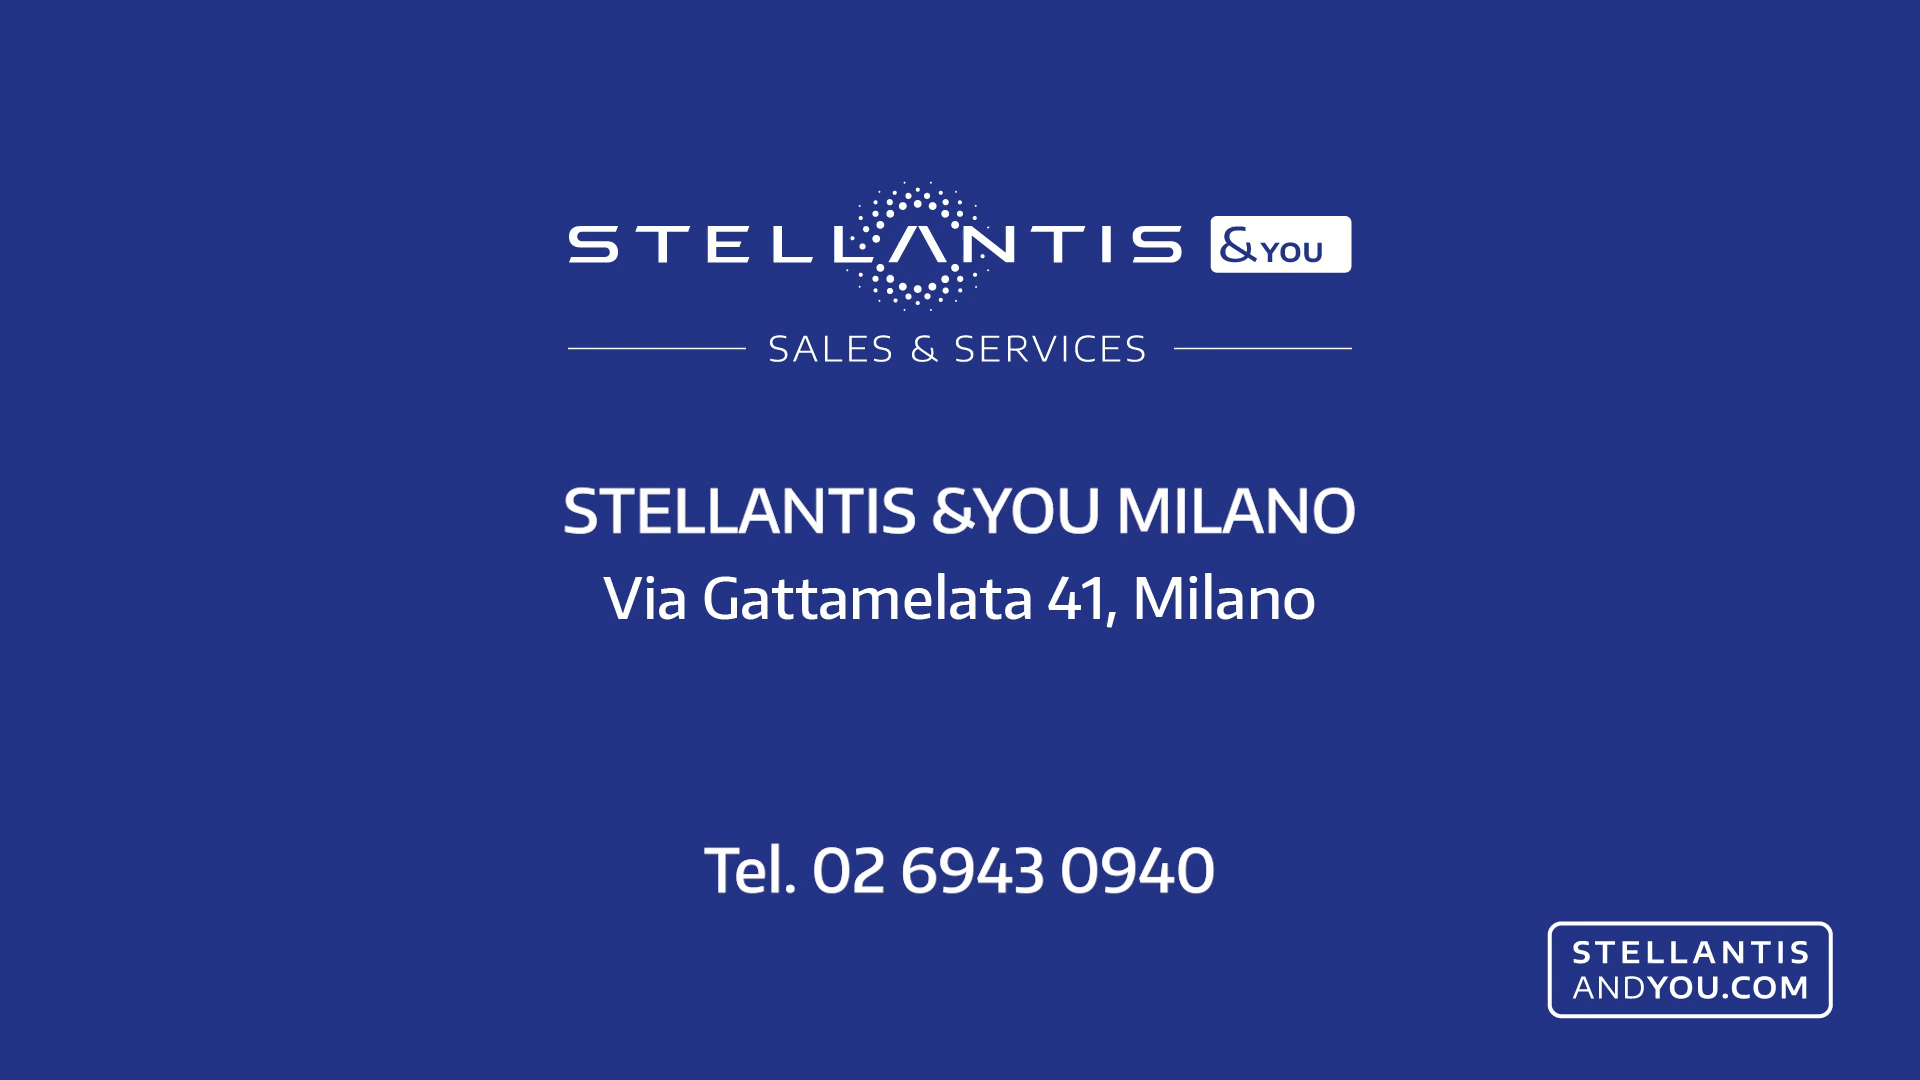 STELLANTIS &YOU
SALES & SERVICES
STELLANTIS &YOU MILANO
Via Gattamelata 41, Milano
Tel. 02 6943 0940
STELLANTIS
ANDYOU.COM